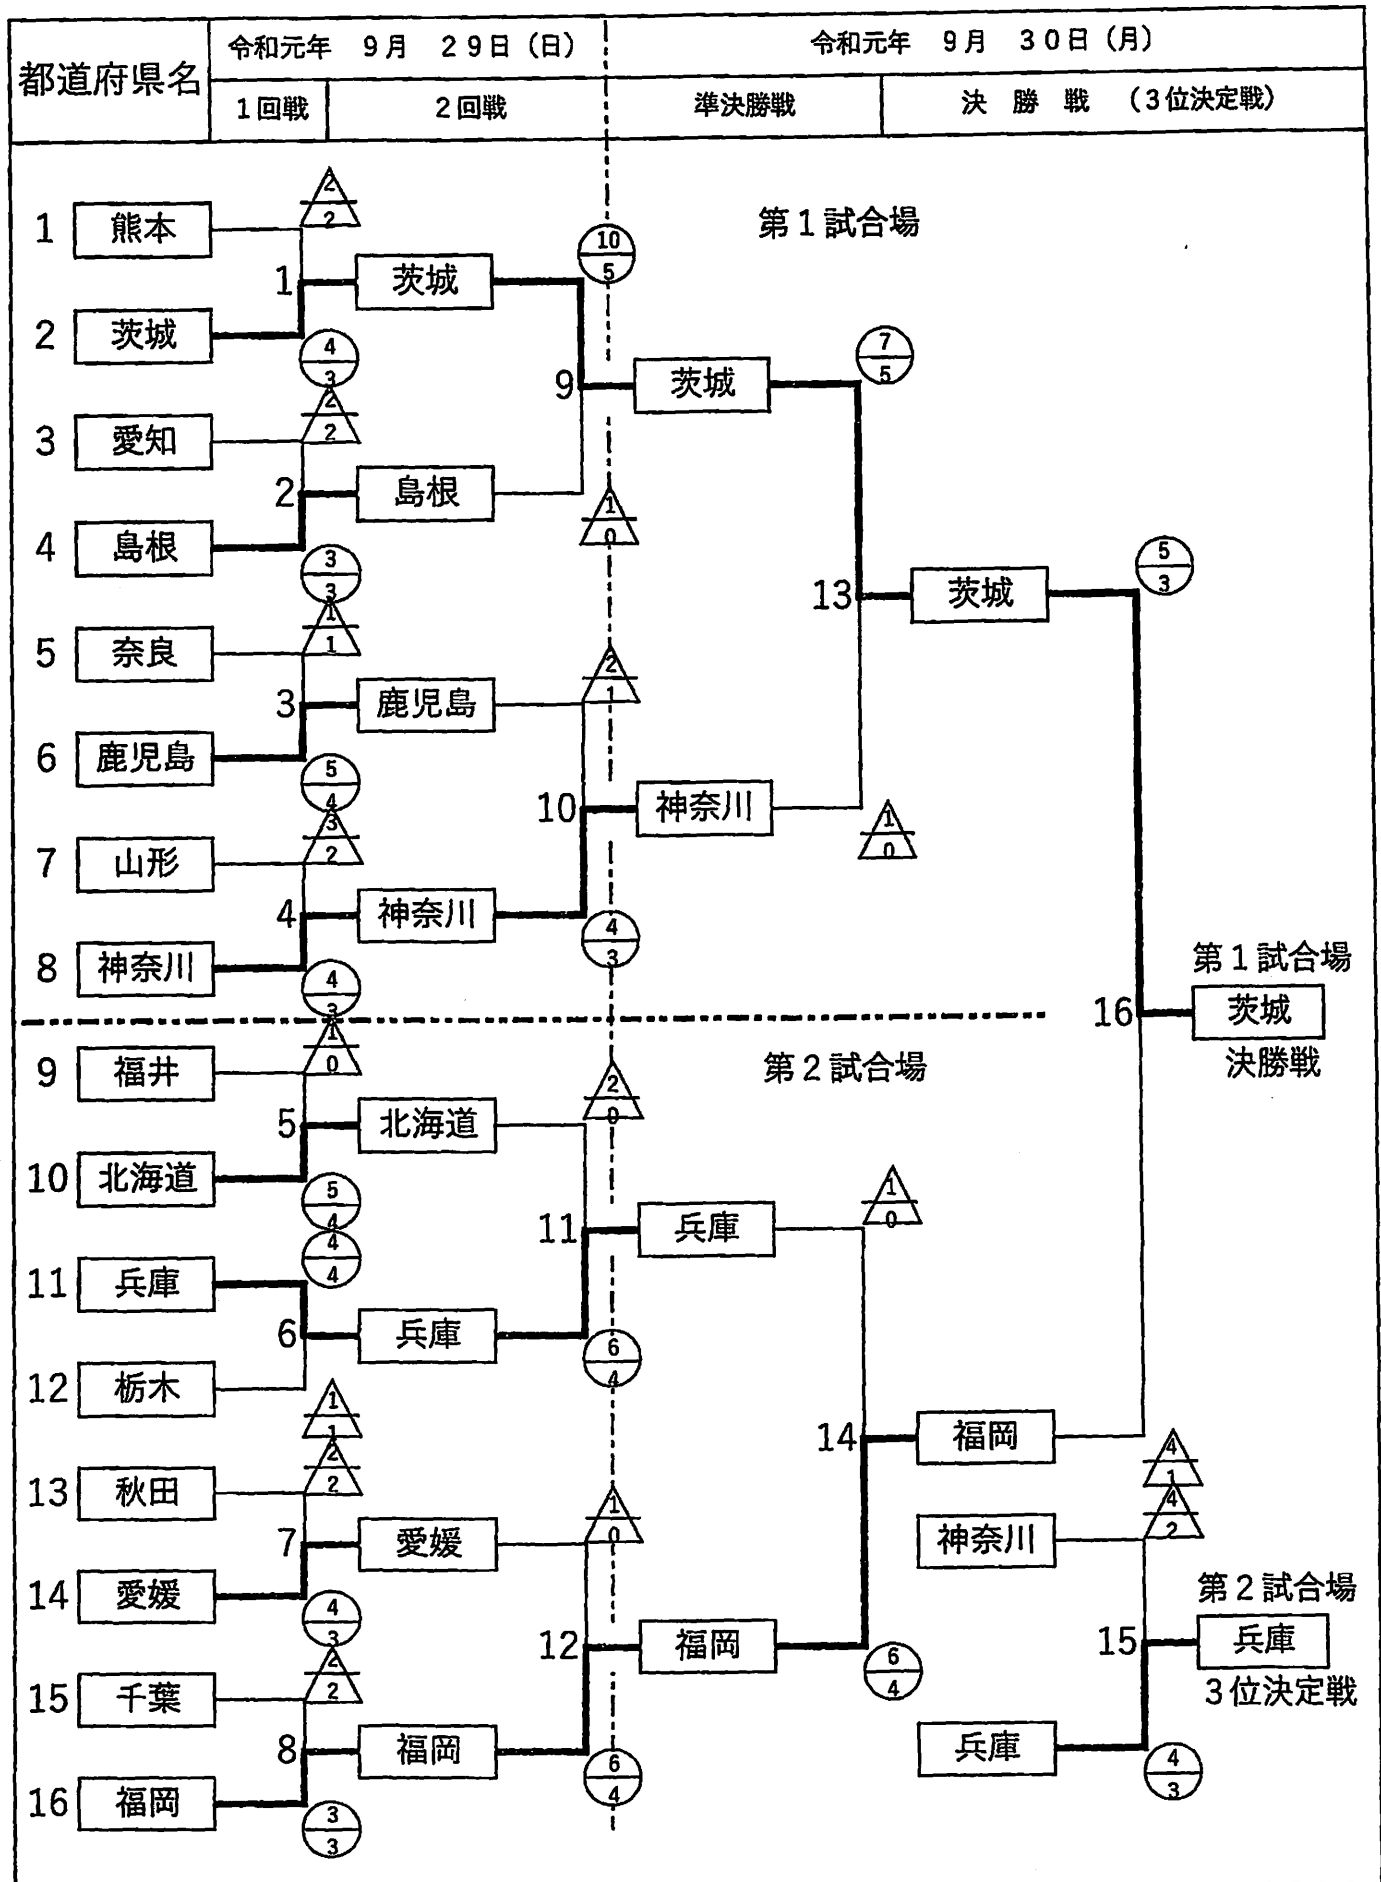 都道府県名
令和元年　9月　29日（日）
令和元年　9月　30日（月）
1回戦
2回戦
準決勝戦
決　勝　戦　（3位決定戦）
第1試合場
1 熊本
2
2
1 茨城
10
5
2 茨城
4
3
9 茨城
7
5
3 愛知
2
2
2 島根
1
0
4 島根
3
3
13 茨城
5
3
5 奈良
1
1
3 鹿児島
2
1
6 鹿児島
5
4
10 神奈川
1
0
7 山形
3
2
4 神奈川
4
3
8 神奈川
4
3
第1試合場
16 茨城
決勝戦
9 福井
1
0
第2試合場
5 北海道
2
0
10 北海道
5
4
11 兵庫
1
0
11 兵庫
4
4
6 兵庫
6
4
12 栃木
1
1
14 福岡
4
1
13 秋田
2
2
7 愛媛
1
0
神奈川
4
2
14 愛媛
4
3
第2試合場
12 福岡
6
4
15 兵庫
3位決定戦
15 千葉
2
2
8 福岡
6
4
兵庫
4
3
16 福岡
3
3